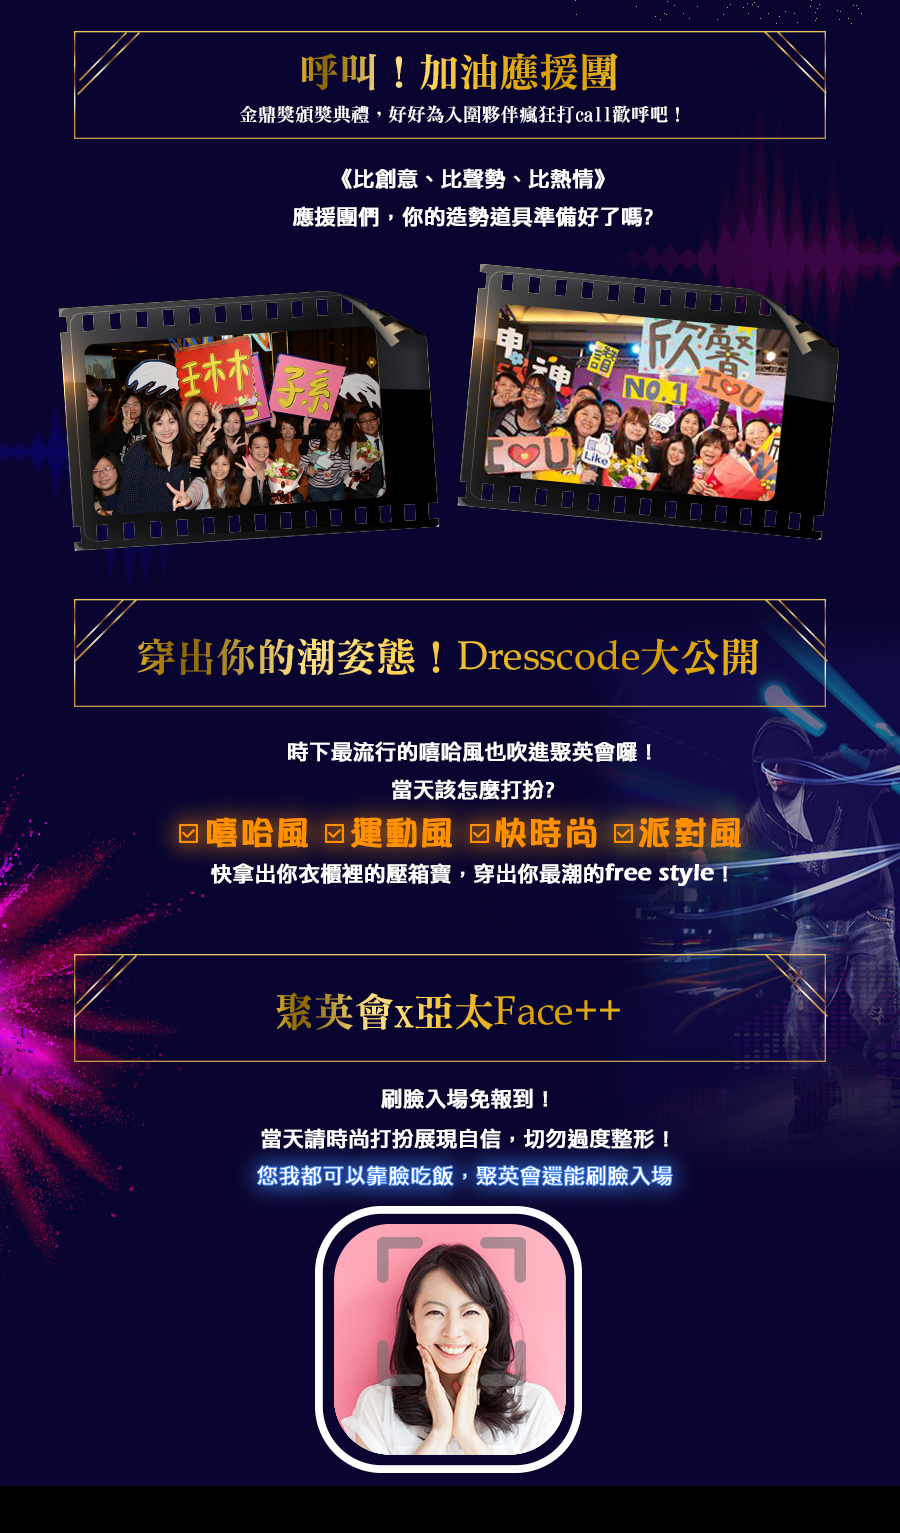 呼叫！加油應援團
金鼎獎頒獎典禮，好好為入圍夥伴瘋狂打call歡呼吧！
《比創意、比聲勢、比熱情》
應援團們，你的造勢道具準備好了嗎?
琳
孫
申
神
讀
NO.1
欣馨
I♡U
I♡U
Like
Like
穿出你的潮姿態！Dresscode大公開
時下最流行的嘻哈風也吹進聚英會囉！
當天該怎麼打扮?
☑嘻哈風 ☑運動風 ☑快時尚 ☑派對風
快拿出你衣櫃裡的壓箱寶，穿出你最潮的free style！
聚英會x亞太Face++
刷臉入場免報到！
當天請時尚打扮展現自信，切勿過度整形！
您我都可以靠臉吃飯，聚英會還能刷臉入場